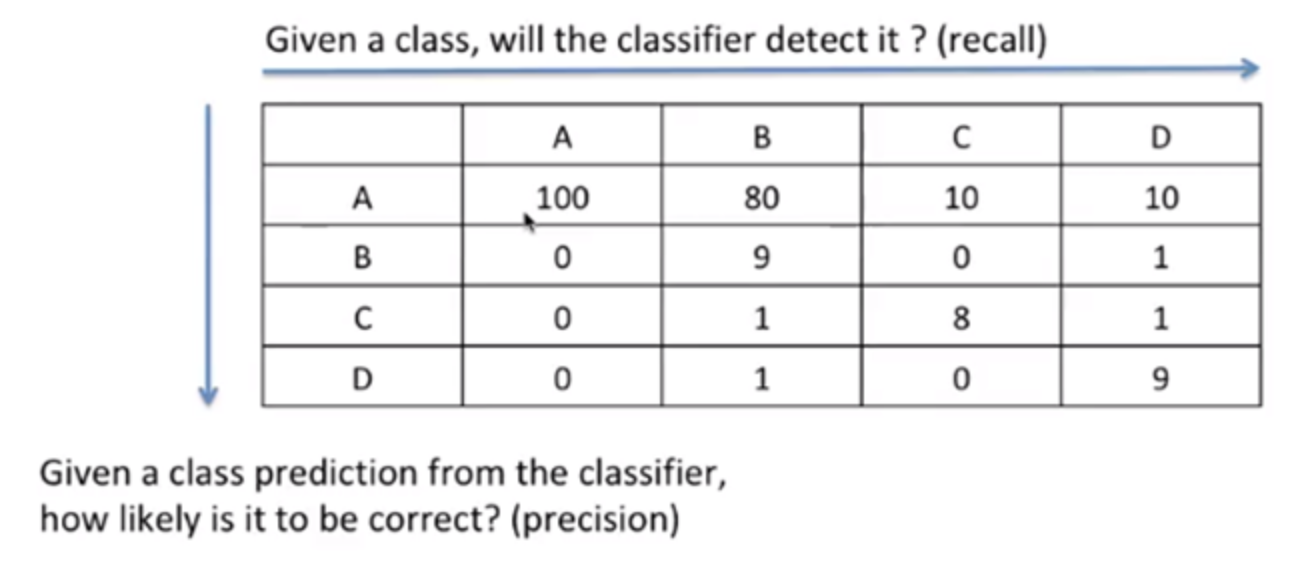 Given a class, will the classifier detect it ? (recall)
A B C D
A 100 80 10 10
B 0 9 0 1
C 0 1 8 1
D 0 1 0 9
Given a class prediction from the classifier,
how likely is it to be correct? (precision)